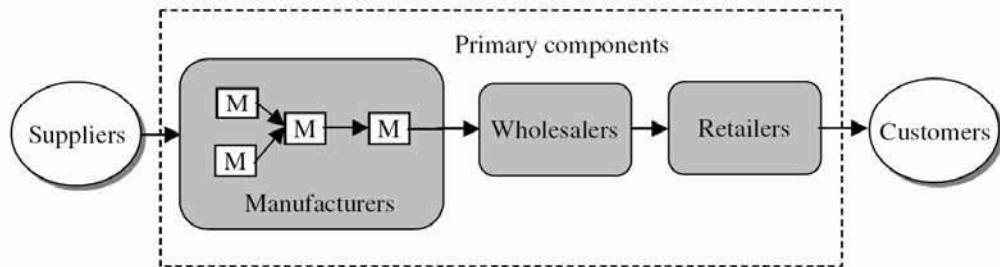 Primary components
Suppliers
M
M
M
M
Manufacturers
Wholesalers
Retailers
Customers